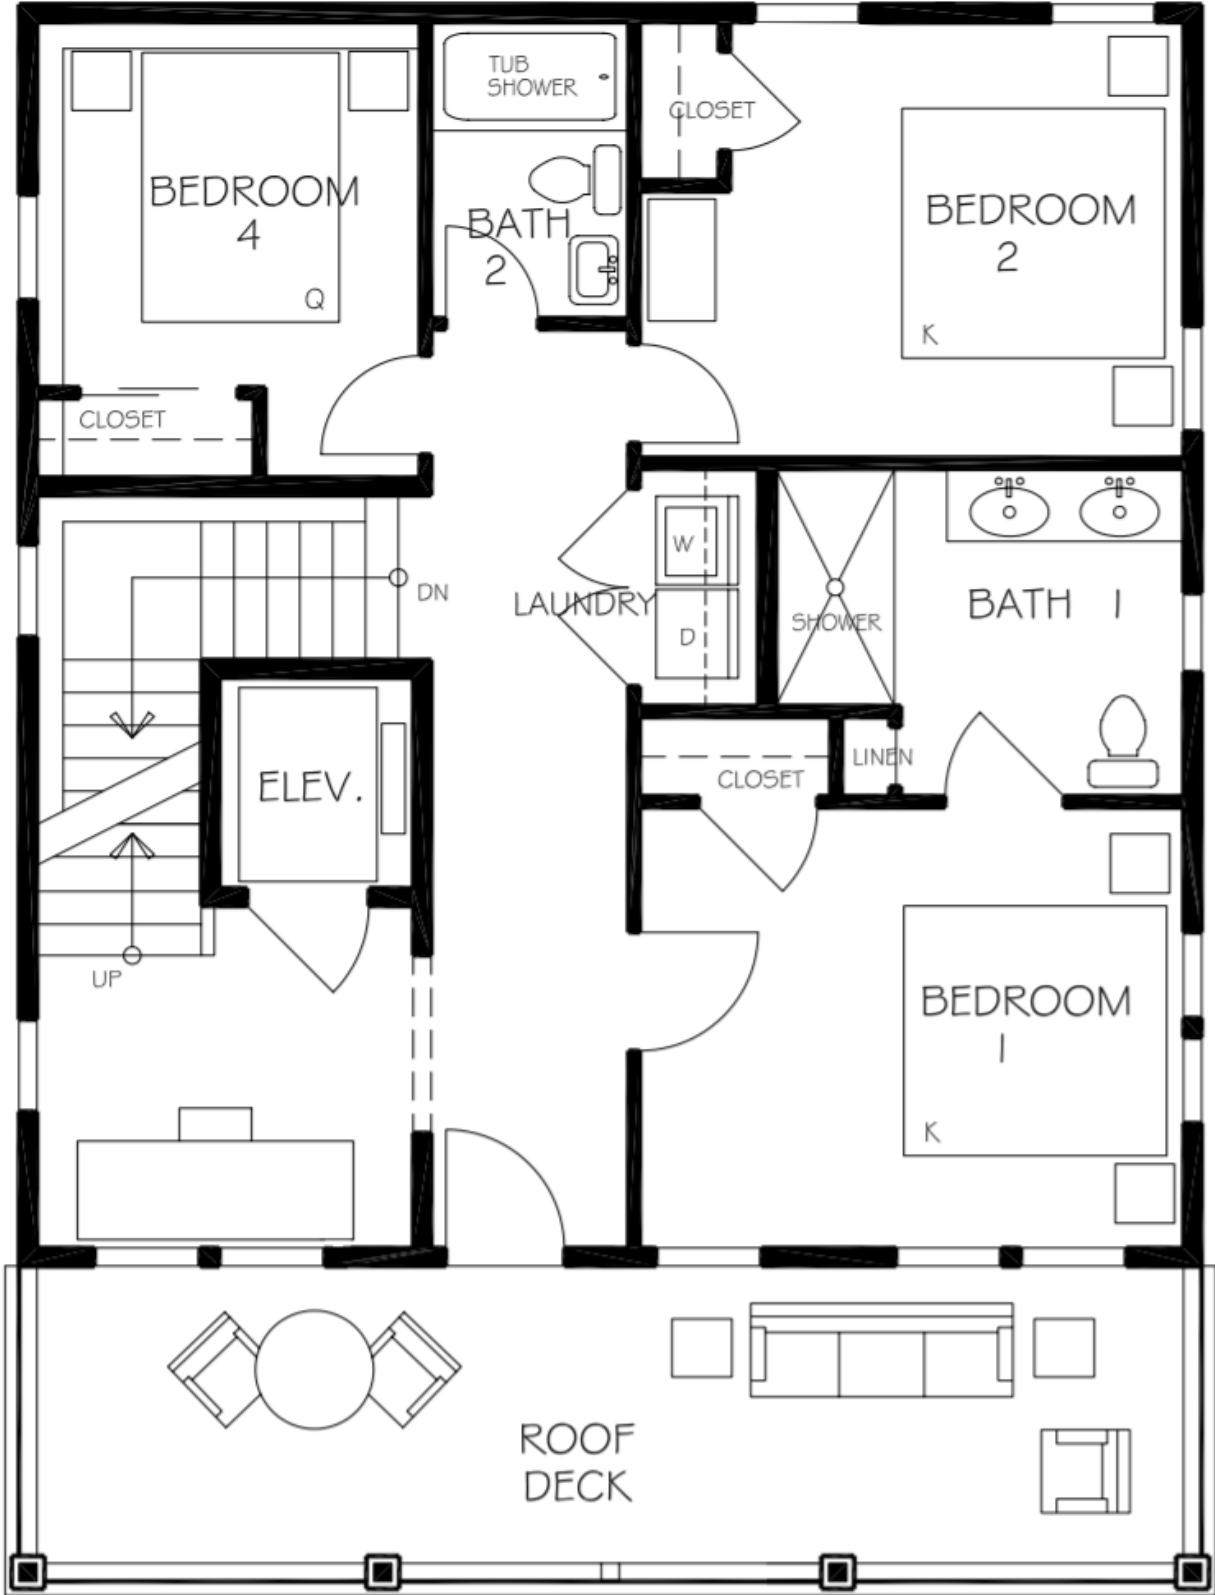 TUB
SHOWER
CLOSET
BEDROOM
4
Q
BATH
2
BEDROOM
2
K
CLOSET
DN
W
LAUNDRY
D
SHOWER
BATH 1
ELEV.
CLOSET
LINEN
UP
BEDROOM
1
K
ROOF
DECK